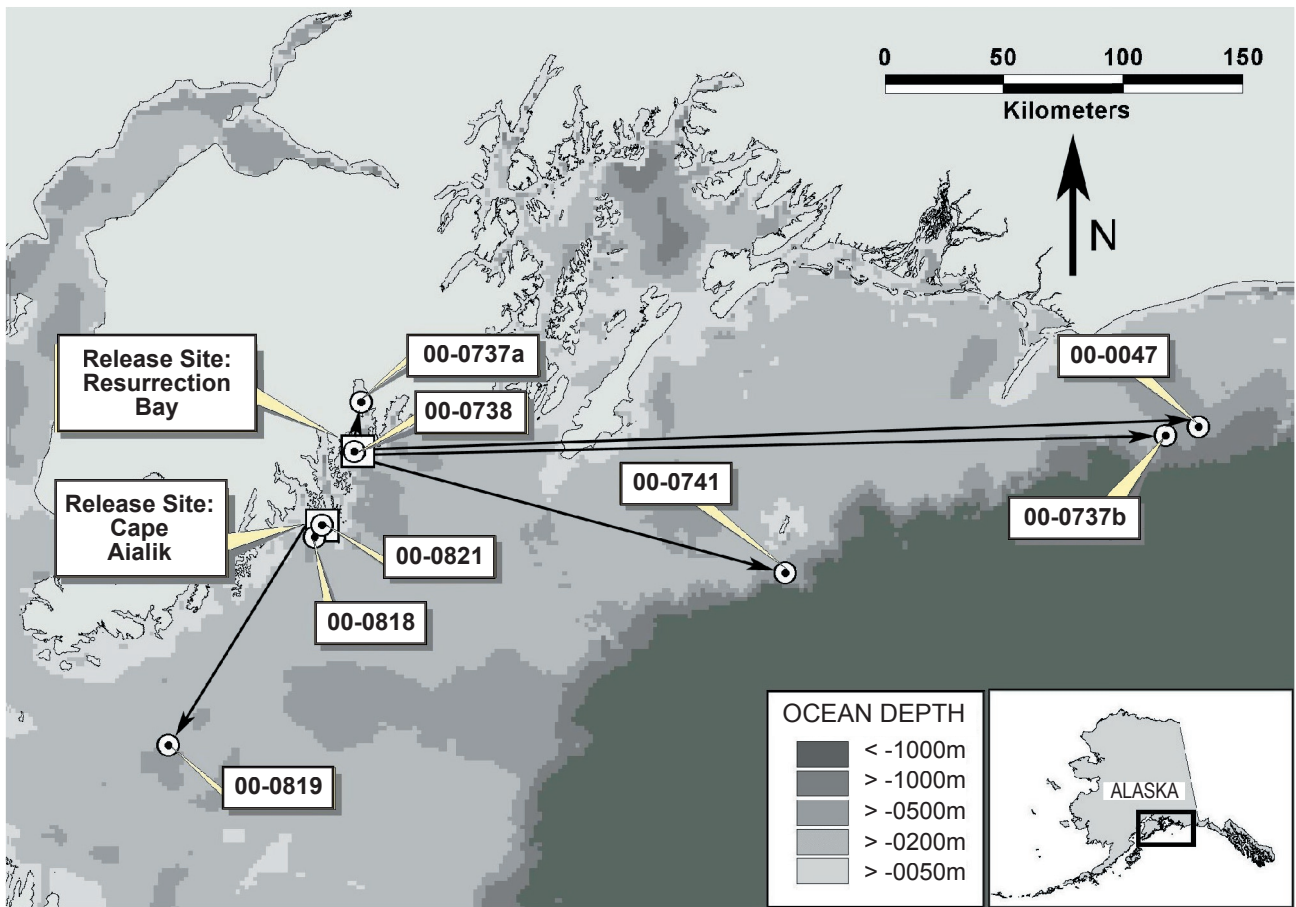 0 50 100 150
Kilometers
N
Release Site:
Resurrection
Bay
00-0737a
00-0738
00-0047
00-0741
00-0737b
Release Site:
Cape
Aialik
00-0821
00-0818
00-0819
OCEAN DEPTH
< -1000m
> -1000m
> -0500m
> -0200m
> -0050m
ALASKA